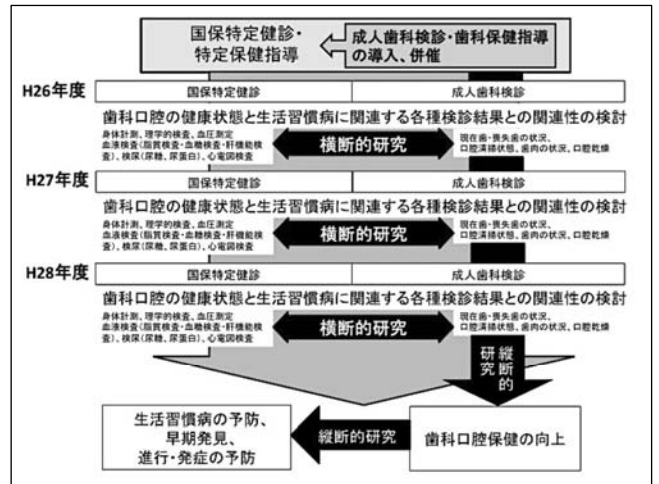 国保特定健診・
特定保健指導
成人歯科検診・歯科保健指導
の導入、併催
H26年度
国保特定健診
成人歯科検診
歯科口腔の健康状態と生活習慣病に関連する各種検診結果との関連性の検討
身体計測、理学的検査、血圧測定
血液検査(脂質検査・血糖検査・肝機能検
査)、検尿(尿糖、尿蛋白)、心電図検査
横断的研究
現在歯・喪失歯の状況、
口腔清掃状態、歯肉の状況、口腔乾燥
H27年度
国保特定健診
成人歯科検診
歯科口腔の健康状態と生活習慣病に関連する各種検診結果との関連性の検討
身体計測、理学的検査、血圧測定
血液検査(脂質検査・血糖検査・肝機能検
査)、検尿(尿糖、尿蛋白)、心電図検査
横断的研究
現在歯・喪失歯の状況、
口腔清掃状態、歯肉の状況、口腔乾燥
H28年度
国保特定健診
成人歯科検診
歯科口腔の健康状態と生活習慣病に関連する各種検診結果との関連性の検討
身体計測、理学的検査、血圧測定
血液検査(脂質検査・血糖検査・肝機能検
査)、検尿(尿糖、尿蛋白)、心電図検査
横断的研究
現在歯・喪失歯の状況、
口腔清掃状態、歯肉の状況、口腔乾燥
縦断的
研究
生活習慣病の予防、
早期発見、
進行・発症の予防
縦断的研究
歯科口腔保健の向上